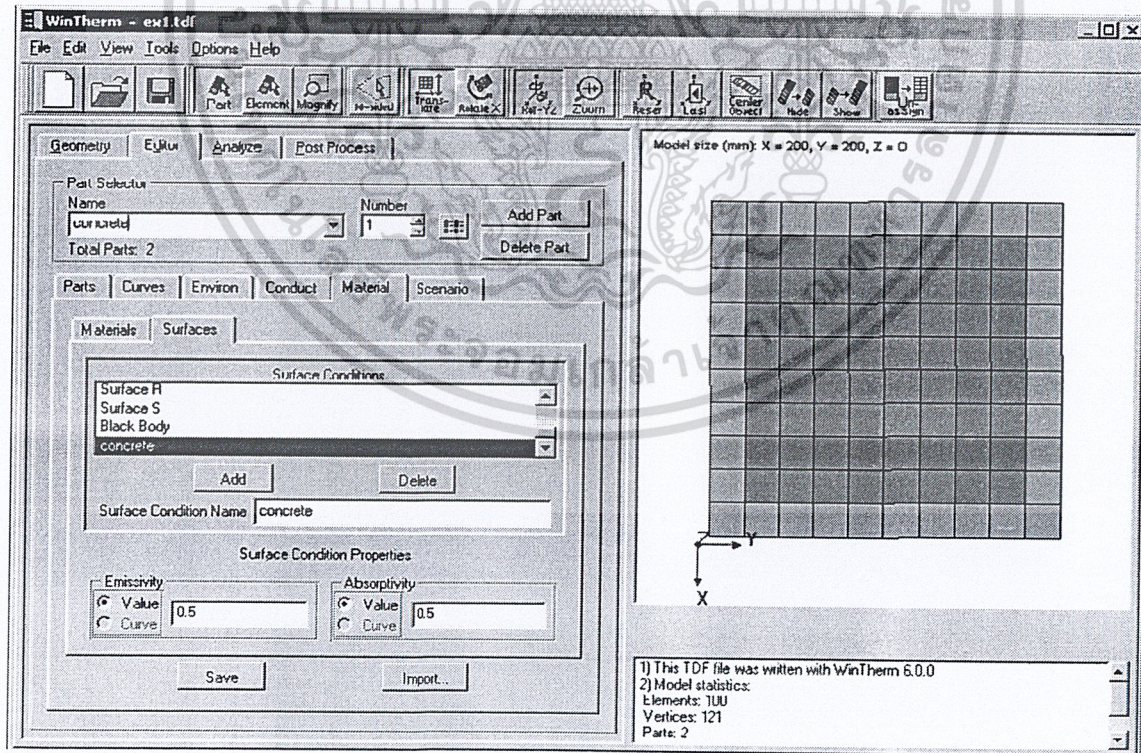 WinTherm - ex1.tdf
File Edit View Tools Options Help
Part Element Magnify Trans-late Rotate X Rot-YZ Zoom Reset Last Center Object Hide Show Un-assign
Geometry Editor Analyze Post Process
Part Selector
Name Number
concrete 1 Add Part
Total Parts: 2 Delete Part
Parts Curves Environ Conduct Material Scenario
Materials Surfaces
Surface Conditions
Surface R
Surface S
Black Body
concrete
Add Delete
Surface Condition Name concrete
Surface Condition Properties
Emissivity Absorptivity
Value 0.5 Value 0.5
Curve Curve
Save Import...
Model size (mm): X = 200, Y = 200, Z = 0
Y
X
1) This TDF file was written with WinTherm 6.0.0
2) Model statistics:
Elements: 100
Vertices: 121
Parts: 2